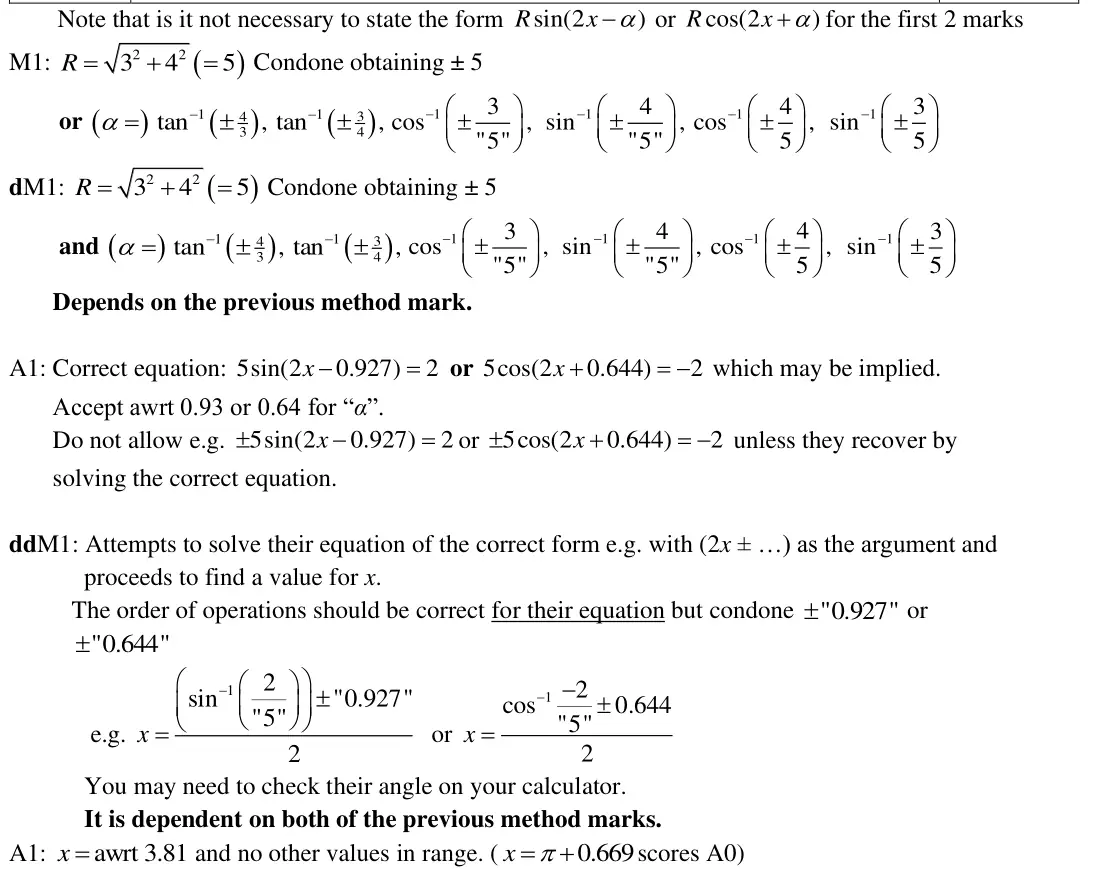 Note that is it not necessary to state the form R sin(2x − α) or R cos(2x + α) for the first 2 marks
M1: R = √(3² + 4²) (= 5) Condone obtaining ± 5
or (α =) tan⁻¹(±4/3), tan⁻¹(±3/4), cos⁻¹(±3/"5"), sin⁻¹(±4/"5"), cos⁻¹(±4/5), sin⁻¹(±3/5)
dM1: R = √(3² + 4²) (= 5) Condone obtaining ± 5
and (α =) tan⁻¹(±4/3), tan⁻¹(±3/4), cos⁻¹(±3/"5"), sin⁻¹(±4/"5"), cos⁻¹(±4/5), sin⁻¹(±3/5)
Depends on the previous method mark.
A1: Correct equation: 5sin(2x − 0.927) = 2 or 5cos(2x + 0.644) = −2 which may be implied.
Accept awrt 0.93 or 0.64 for “α”.
Do not allow e.g. ±5sin(2x − 0.927) = 2 or ±5cos(2x + 0.644) = −2 unless they recover by
solving the correct equation.
ddM1: Attempts to solve their equation of the correct form e.g. with (2x ± …) as the argument and
proceeds to find a value for x.
The order of operations should be correct for their equation but condone ±"0.927" or
±"0.644"
e.g. x = ((sin⁻¹(2/"5")) ± "0.927")/2 or x = (cos⁻¹ −2/"5" ± 0.644)/2
You may need to check their angle on your calculator.
It is dependent on both of the previous method marks.
A1: x = awrt 3.81 and no other values in range. ( x = π + 0.669 scores A0)